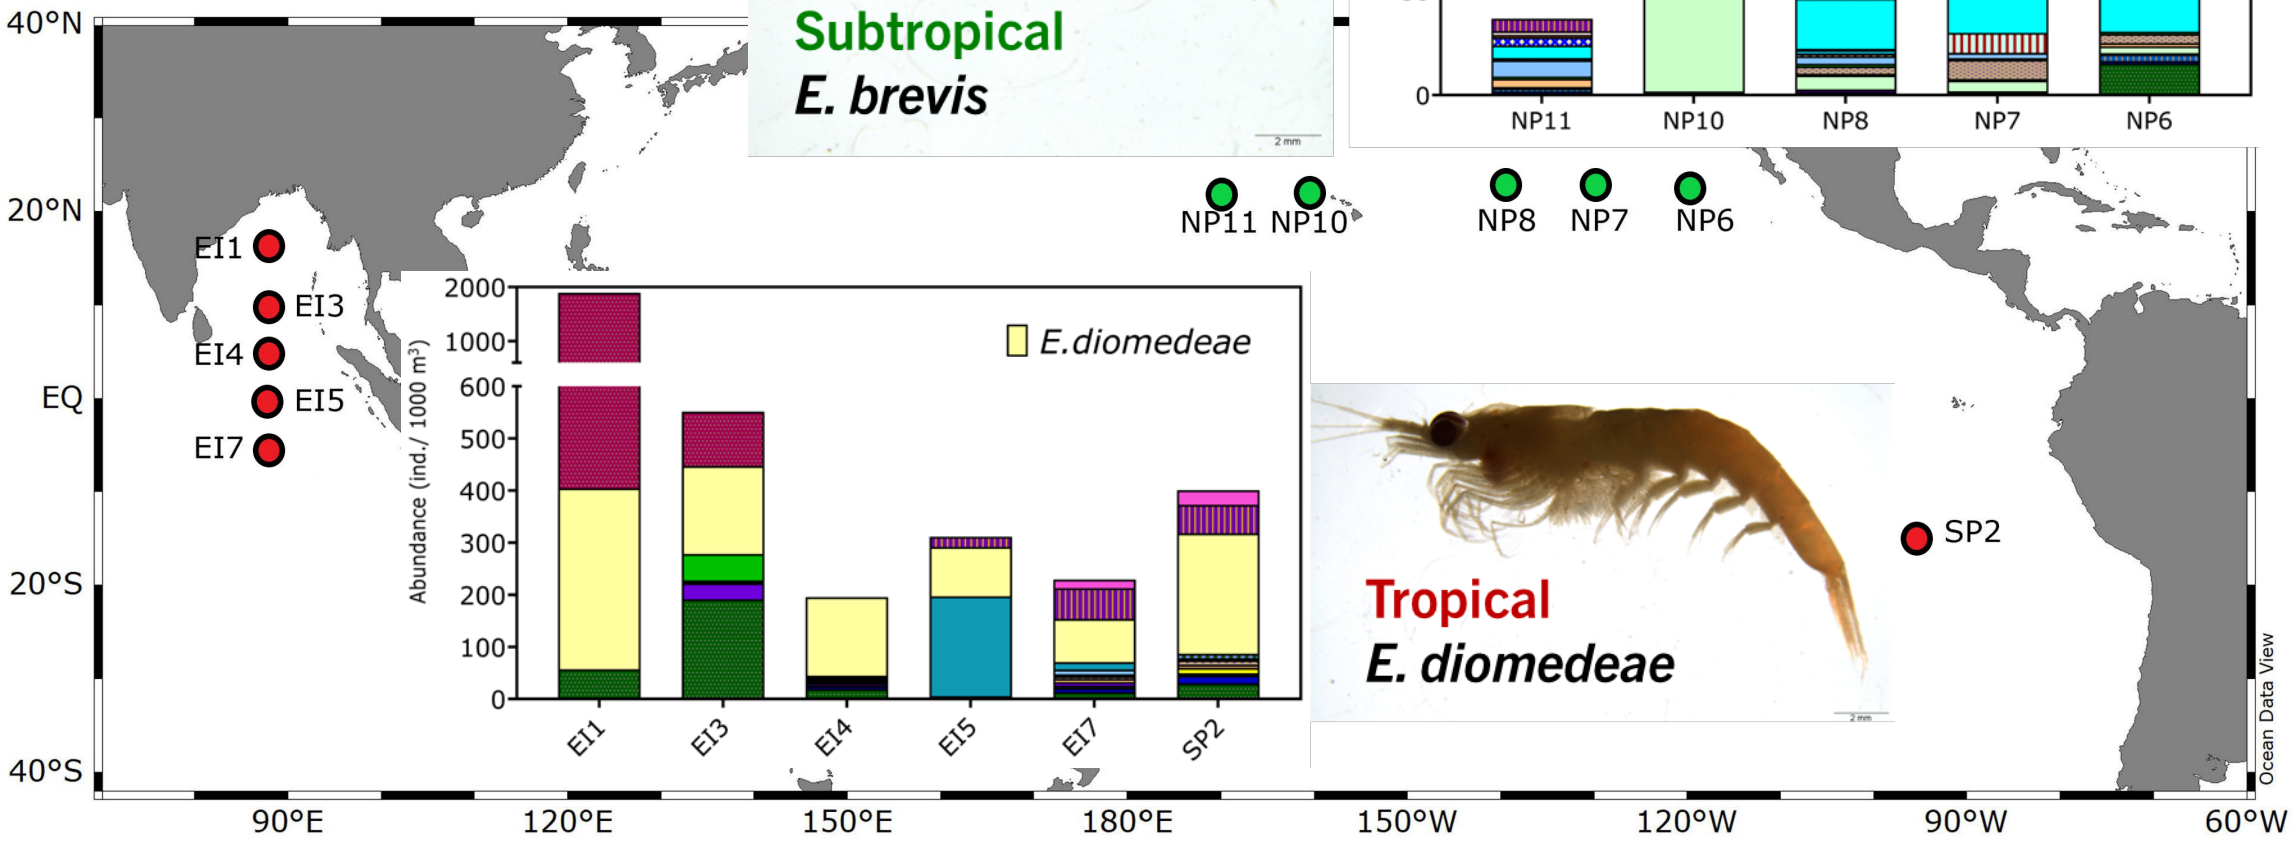 40°N
20°N
EQ
20°S
40°S
Subtropical
E. brevis
2 mm
0
NP11
NP10
NP8
NP7
NP6
NP11
NP10
NP8
NP7
NP6
EI1
EI3
EI4
EI5
EI7
2000
1000
600
500
400
300
200
100
0
Abundance (ind./ 1000 m³)
E.diomedeae
EI1
EI3
EI4
EI5
EI7
SP2
Tropical
E. diomedeae
2 mm
SP2
Ocean Data View
90°E
120°E
150°E
180°E
150°W
120°W
90°W
60°W